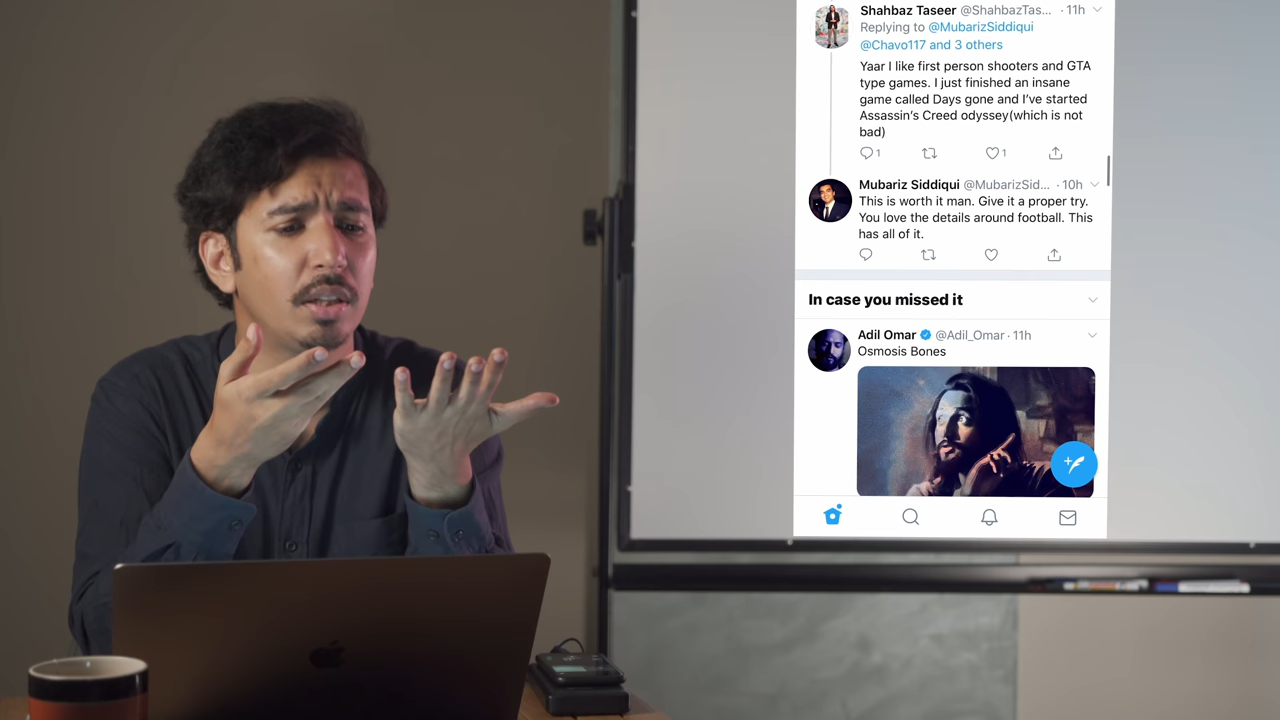 Shahbaz Taseer @ShahbazTas... · 11h
Replying to @MubarizSiddiqui
@Chavo117 and 3 others
Yaar I like first person shooters and GTA
type games. I just finished an insane
game called Days gone and I've started
Assassin's Creed odyssey(which is not
bad)
1 1
Mubariz Siddiqui @MubarizSid... · 10h
This is worth it man. Give it a proper try.
You love the details around football. This
has all of it.
In case you missed it
Adil Omar @Adil_Omar · 11h
Osmosis Bones